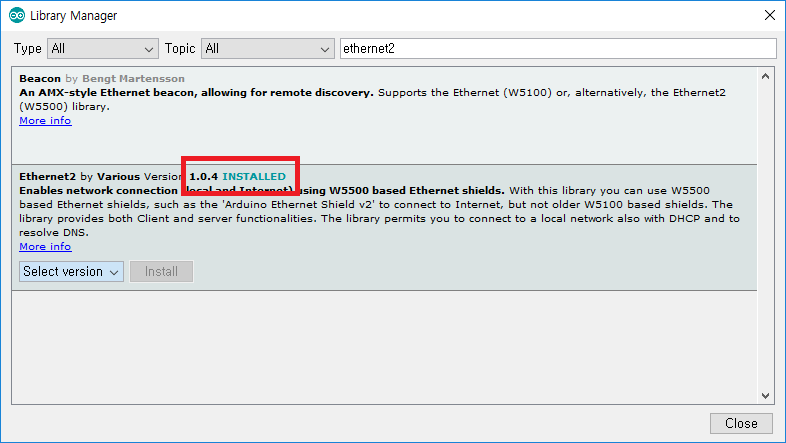 Library Manager
Type All Topic All ethernet2
Beacon by Bengt Martensson
An AMX-style Ethernet beacon, allowing for remote discovery. Supports the Ethernet (W5100) or, alternatively, the Ethernet2
(W5500) library.
More info
Ethernet2 by Various Version 1.0.4 INSTALLED
Enables network connection (local and Internet) using W5500 based Ethernet shields. With this library you can use W5500
based Ethernet shields, such as the 'Arduino Ethernet Shield v2' to connect to Internet, but not older W5100 based shields. The
library provides both Client and server functionalities. The library permits you to connect to a local network also with DHCP and to
resolve DNS.
More info
Select version Install
Close